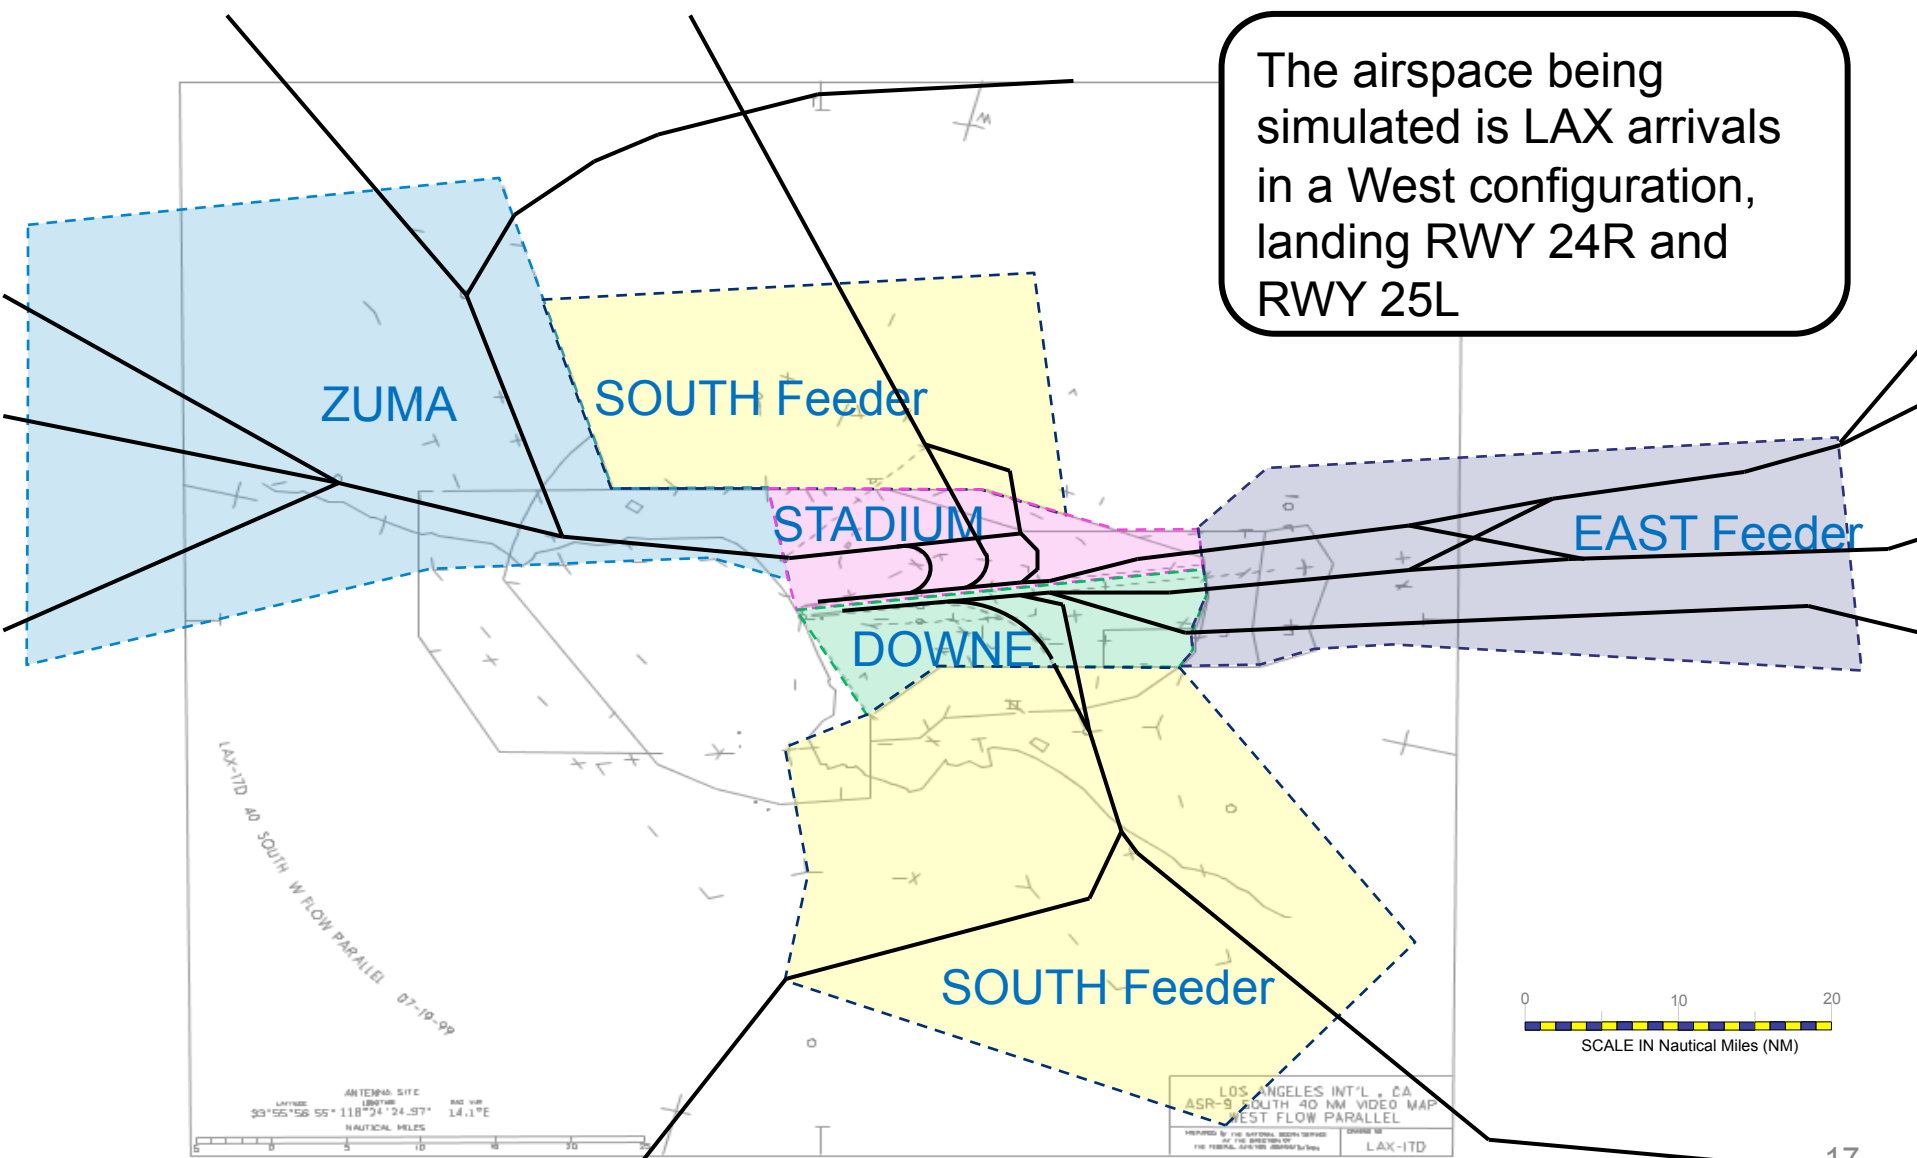 The airspace being
simulated is LAX arrivals
in a West configuration,
landing RWY 24R and
RWY 25L
ZUMA
SOUTH Feeder
STADIUM
EAST Feeder
DOWNE
LAX-17D 40 SOUTH W FLOW PARALLEL 07-19-99
SOUTH Feeder
0 10 20
SCALE IN Nautical Miles (NM)
ANTENNA SITE
NAUTICAL MILES
LOS ANGELES INT'L , CA
ASR-9 SOUTH 40 NM VIDEO MAP
WEST FLOW PARALLEL
LAX-17D
17